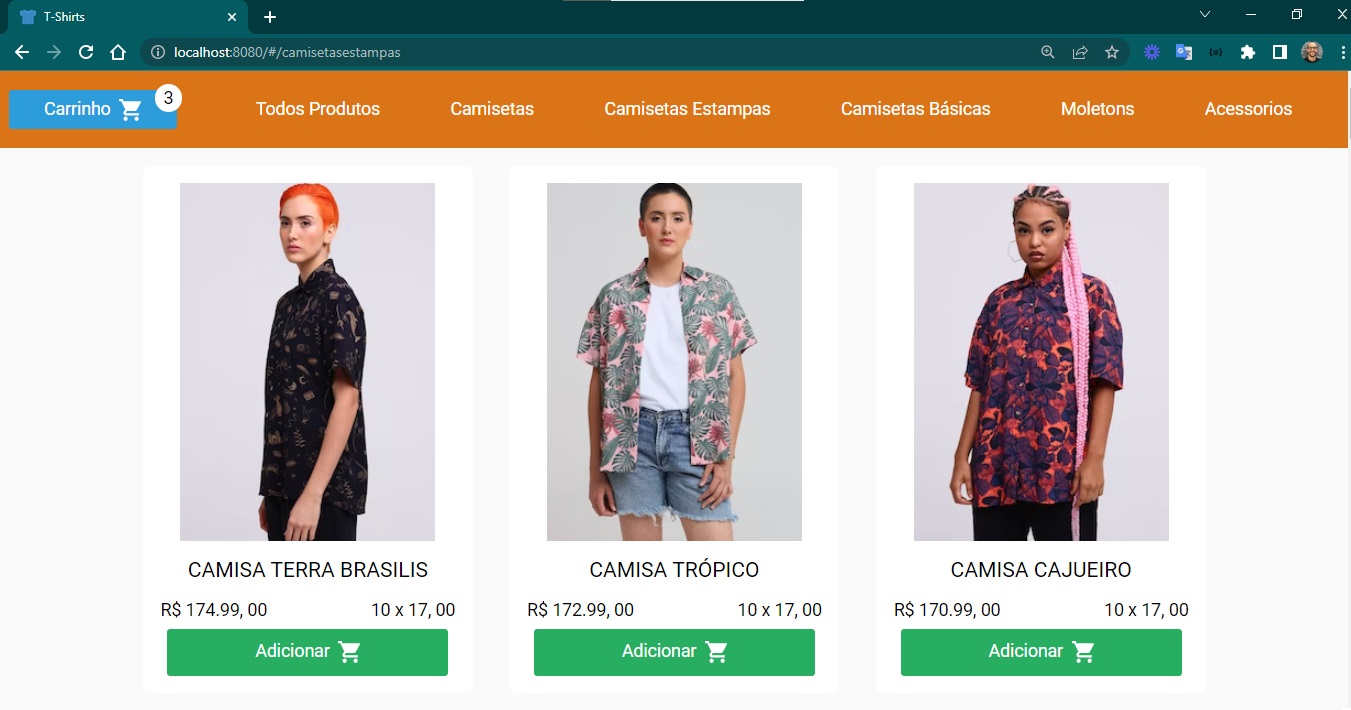 T-Shirts
localhost:8080/#/camisetasestampas
Carrinho 3 Todos Produtos Camisetas Camisetas Estampas Camisetas Básicas Moletons Acessorios
CAMISA TERRA BRASILIS
R$ 174.99, 00 10 x 17, 00
Adicionar
CAMISA TRÓPICO
R$ 172.99, 00 10 x 17, 00
Adicionar
CAMISA CAJUEIRO
R$ 170.99, 00 10 x 17, 00
Adicionar